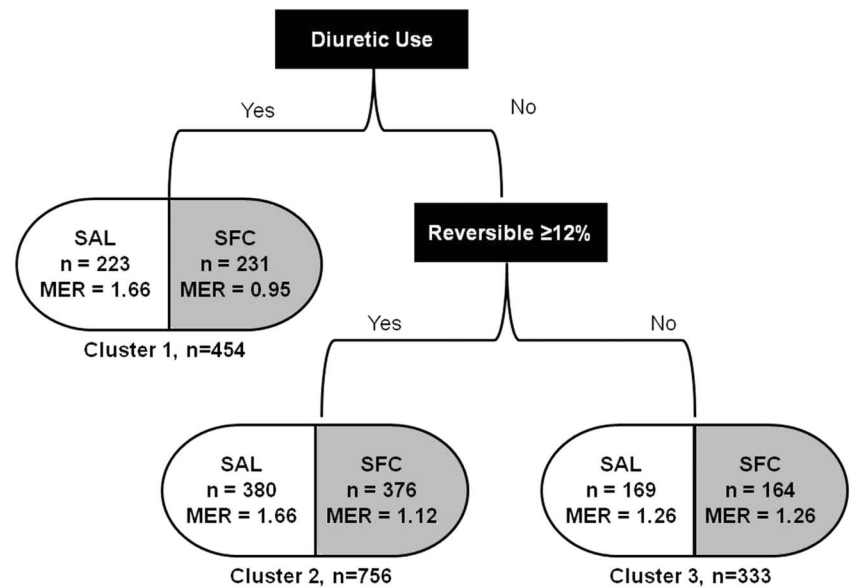 Diuretic Use
Yes
No
SAL
n = 223
MER = 1.66
SFC
n = 231
MER = 0.95
Cluster 1, n=454
Reversible ≥12%
Yes
No
SAL
n = 380
MER = 1.66
SFC
n = 376
MER = 1.12
Cluster 2, n=756
SAL
n = 169
MER = 1.26
SFC
n = 164
MER = 1.26
Cluster 3, n=333